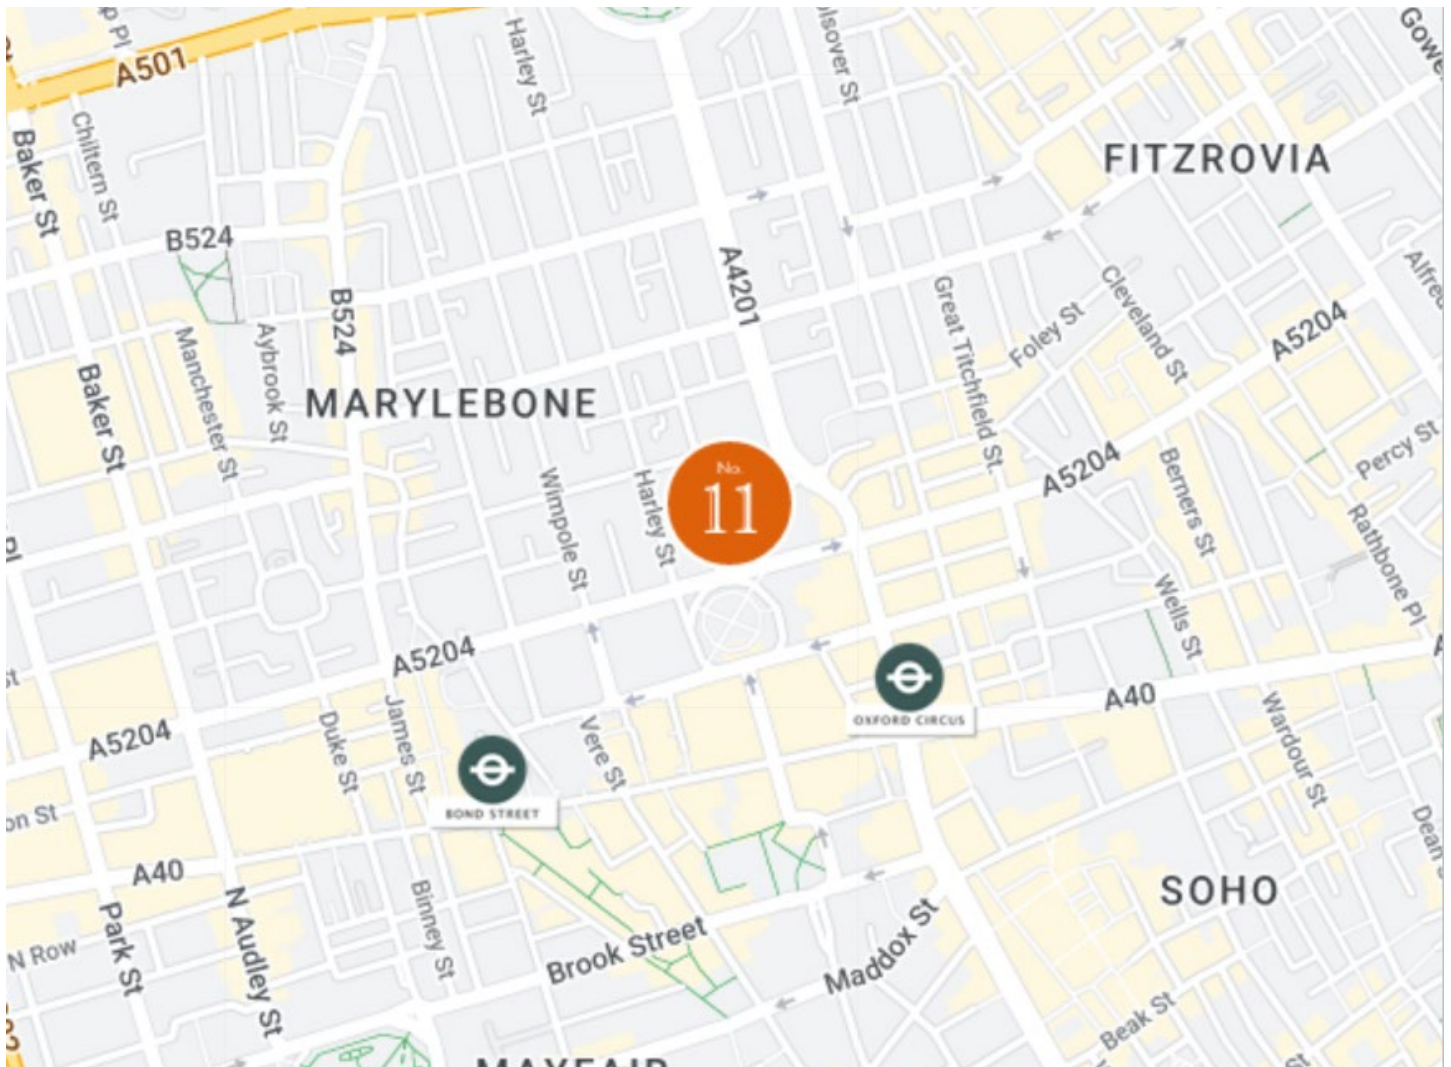 A501
Harley St
Chiltern St
Baker St
FITZROVIA
B524
A4201
B524
Great Titchfield St.
Cleveland St
Foley St
A5204
Manchester St
Aybrook St
Baker St
MARYLEBONE
Percy St
A5204
Berners St
No.
11
Wimpole St
Harley St
Rathbone Pl
Wells St
A5204
OXFORD CIRCUS
A40
James St
Duke St
Vere St
Wardour St
A5204
BOND STREET
A40
Binney St
SOHO
N Audley St
Park St
N Row
Brook Street
Maddox St
Beak St
MAYFAIR